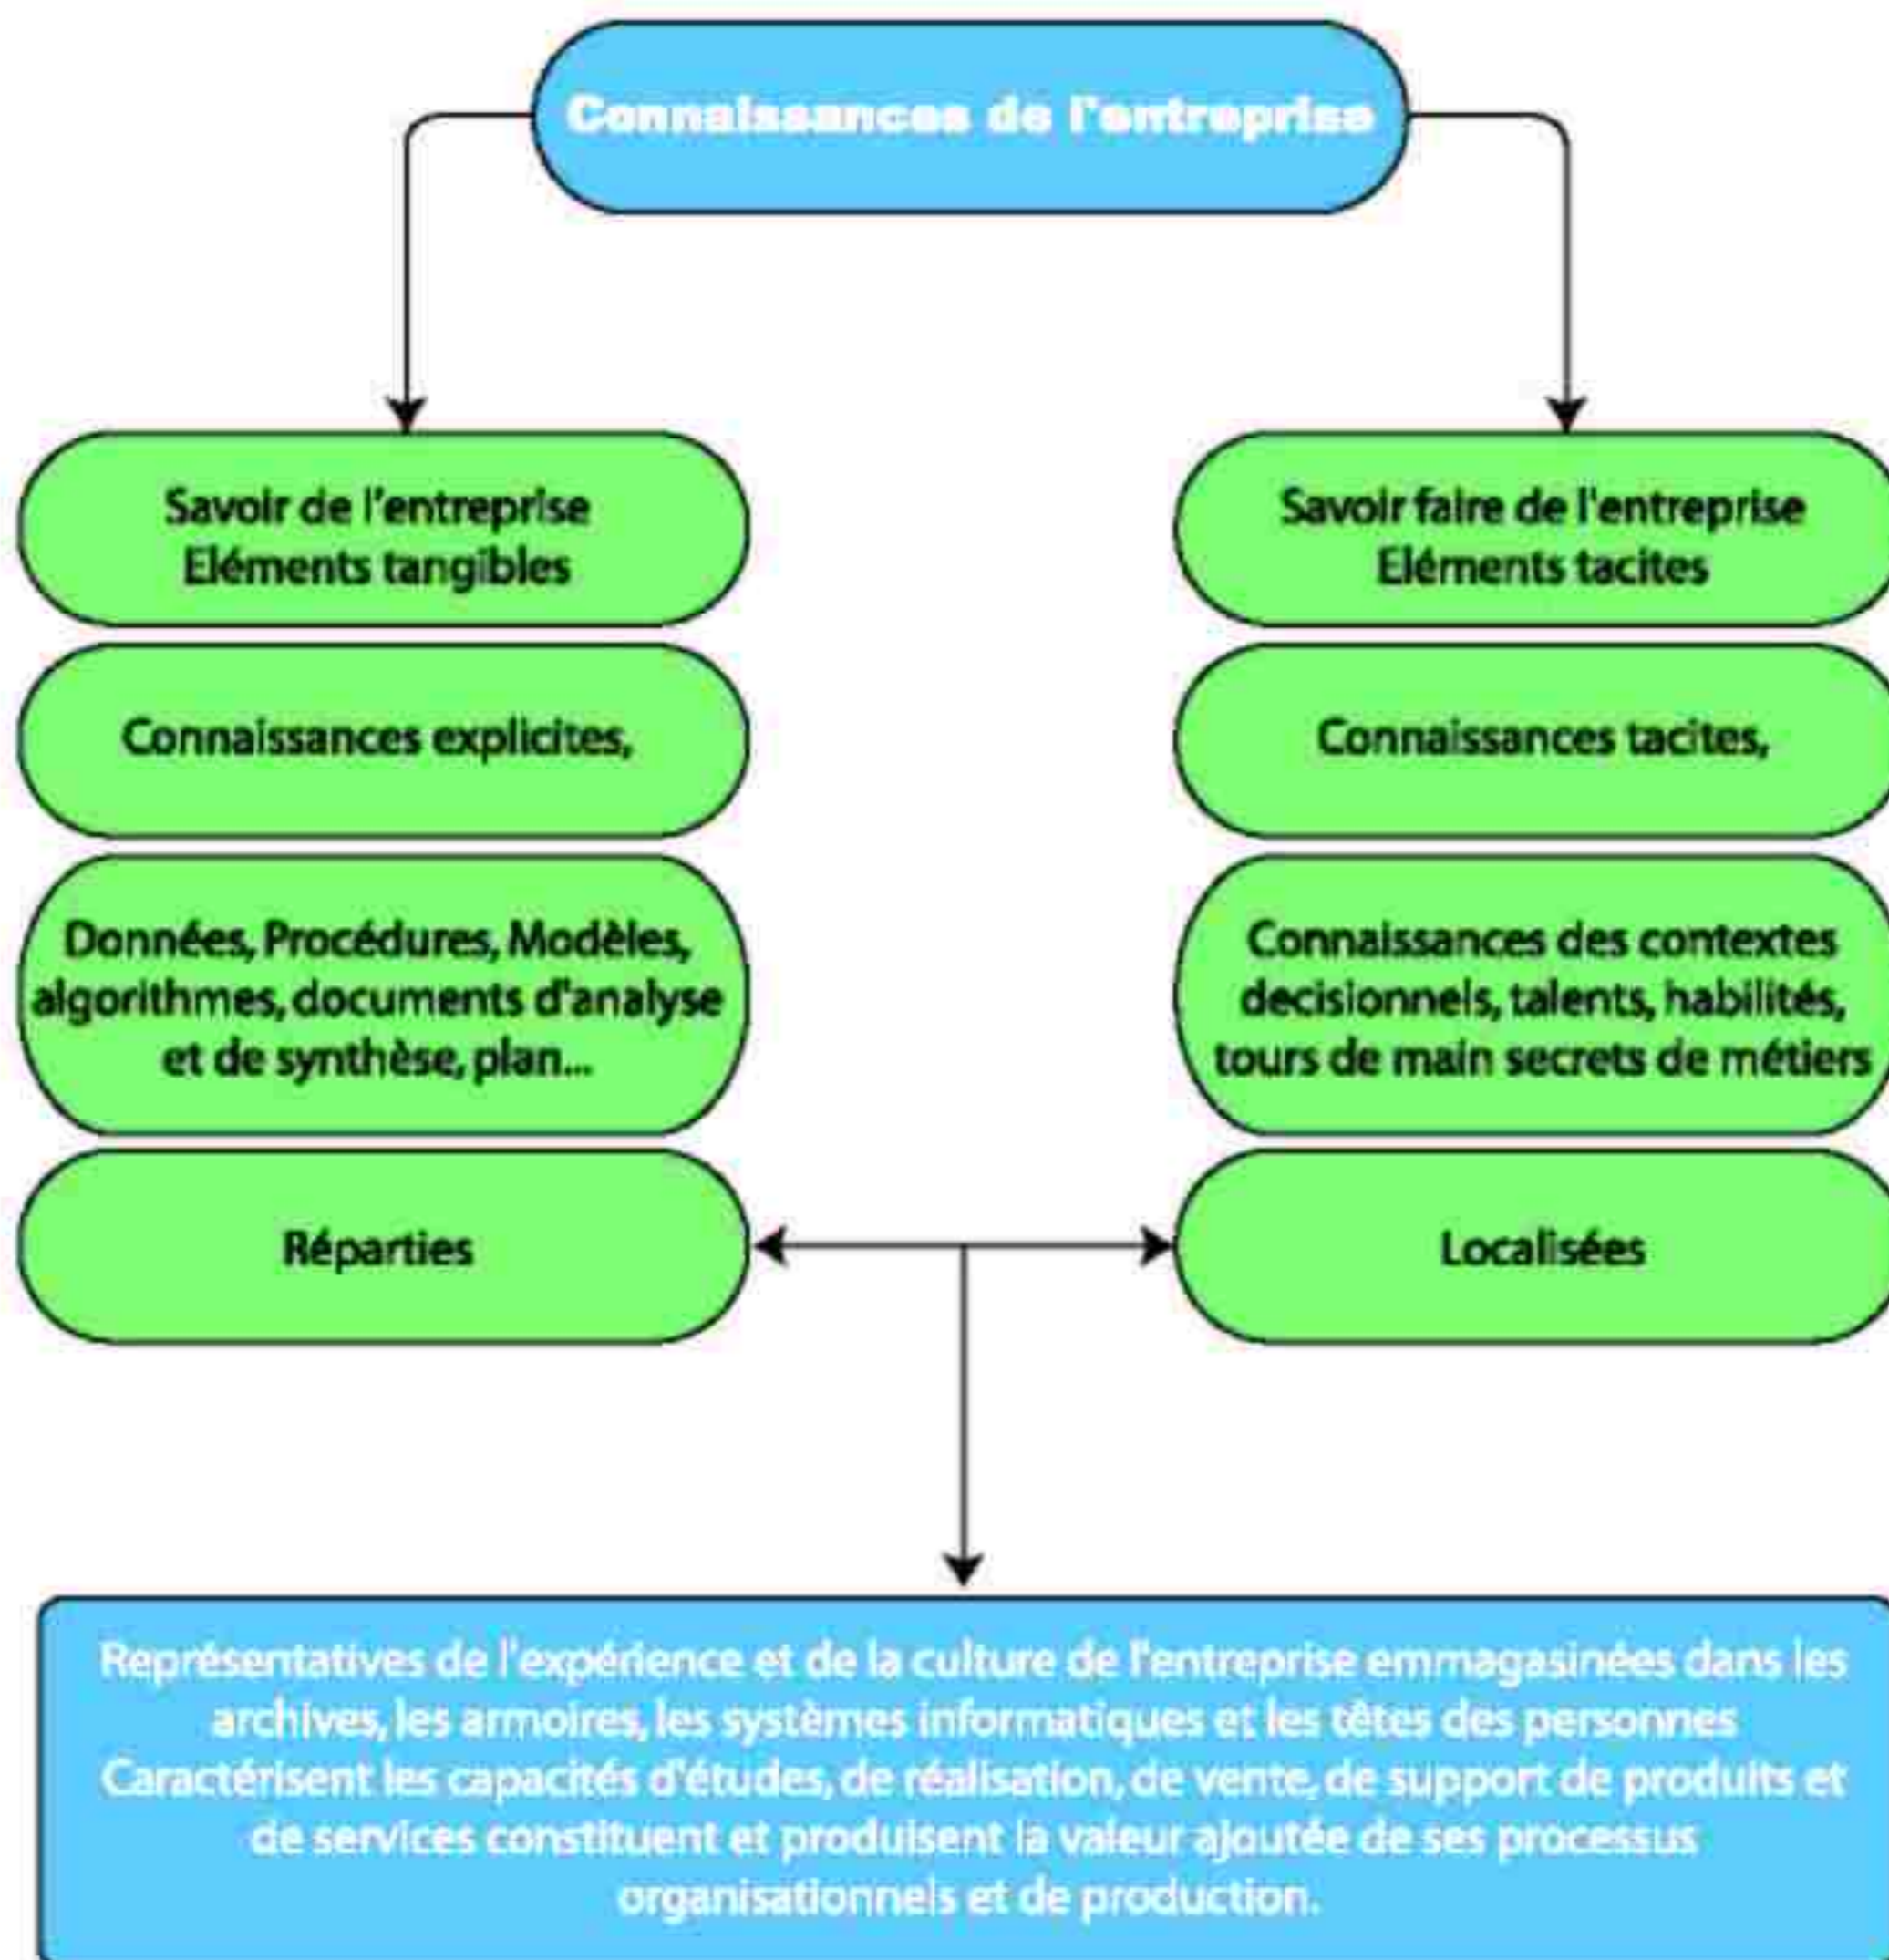 Connaissances de l'entreprise
Savoir de l'entreprise
Eléments tangibles
Connaissances explicites,
Données, Procédures, Modèles,
algorithmes, documents d'analyse
et de synthèse, plan...
Réparties
Savoir faire de l'entreprise
Eléments tacites
Connaissances tacites,
Connaissances des contextes
decisionnels, talents, habilités,
tours de main secrets de métiers
Localisées
Représentatives de l'expérience et de la culture de l'entreprise emmagasinées dans les
archives, les armoires, les systèmes informatiques et les têtes des personnes
Caractérisent les capacités d'études, de réalisation, de vente, de support de produits et
de services constituent et produisent la valeur ajoutée de ses processus
organisationnels et de production.